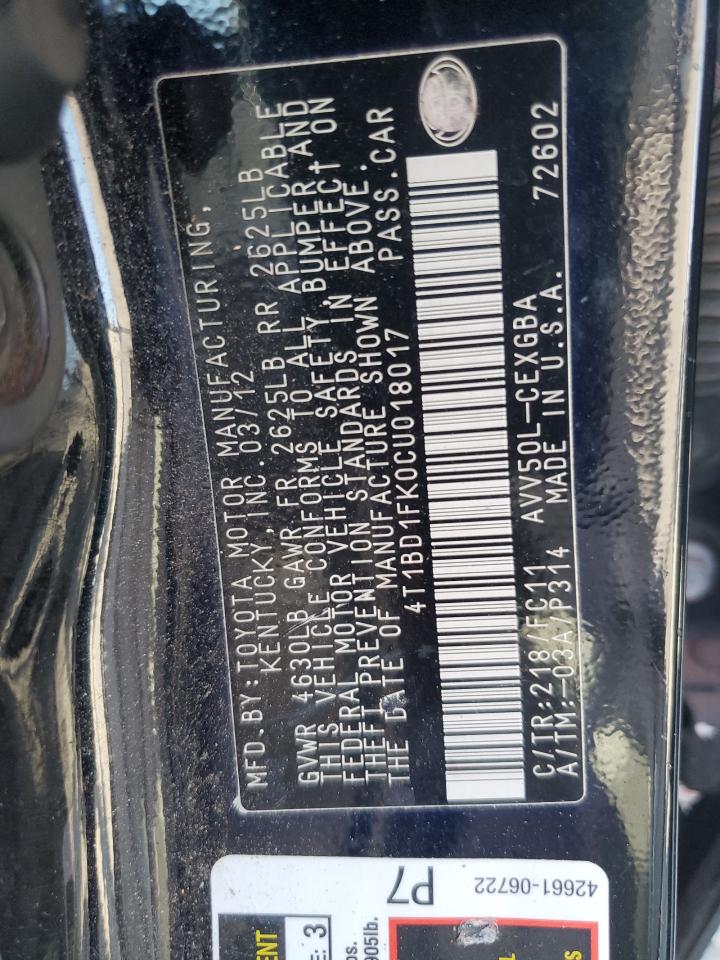 MFD.BY:TOYOTA MOTOR MANUFACTURING,
KENTUCKY, INC. 03/12
GVWR 4630LB GAWR FR 2625LB RR 2625LB
THIS VEHICLE CONFORMS TO ALL APPLICABLE
FEDERAL MOTOR VEHICLE SAFETY, BUMPER AND
THEFT PREVENTION STANDARDS IN EFFECT ON
THE DATE OF MANUFACTURE SHOWN ABOVE.
4T1BD1FK0CU018017 PASS.CAR
C/TR:218/FC11 AVV50L-CEXGBA 72602
A/TM:-03A/P314 MADE IN U.S.A.
42661-06722
P7
905lb.
3